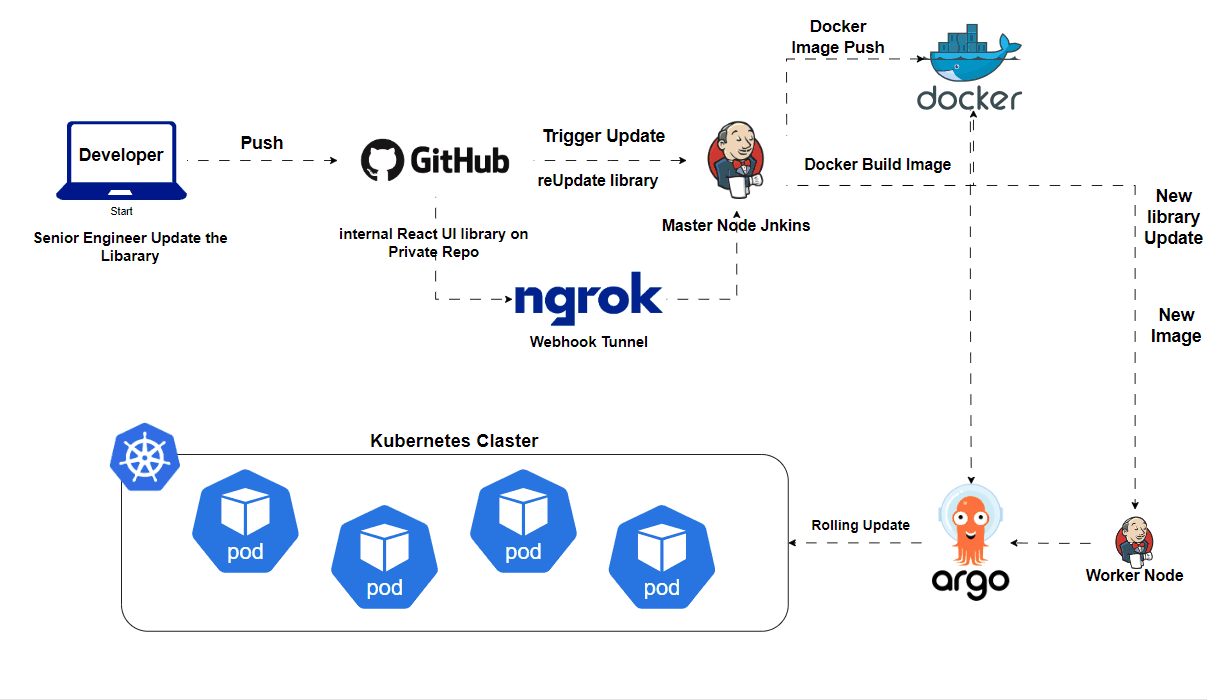 Docker
Image Push
docker
Developer
Start
Senior Engineer Update the
Libarary
Push
GitHub
internal React UI library on
Private Repo
Trigger Update
reUpdate library
Master Node Jnkins
Docker Build Image
New
library
Update
New
Image
ngrok
Webhook Tunnel
Kubernetes Claster
pod
pod
pod
pod
Rolling Update
argo
Worker Node